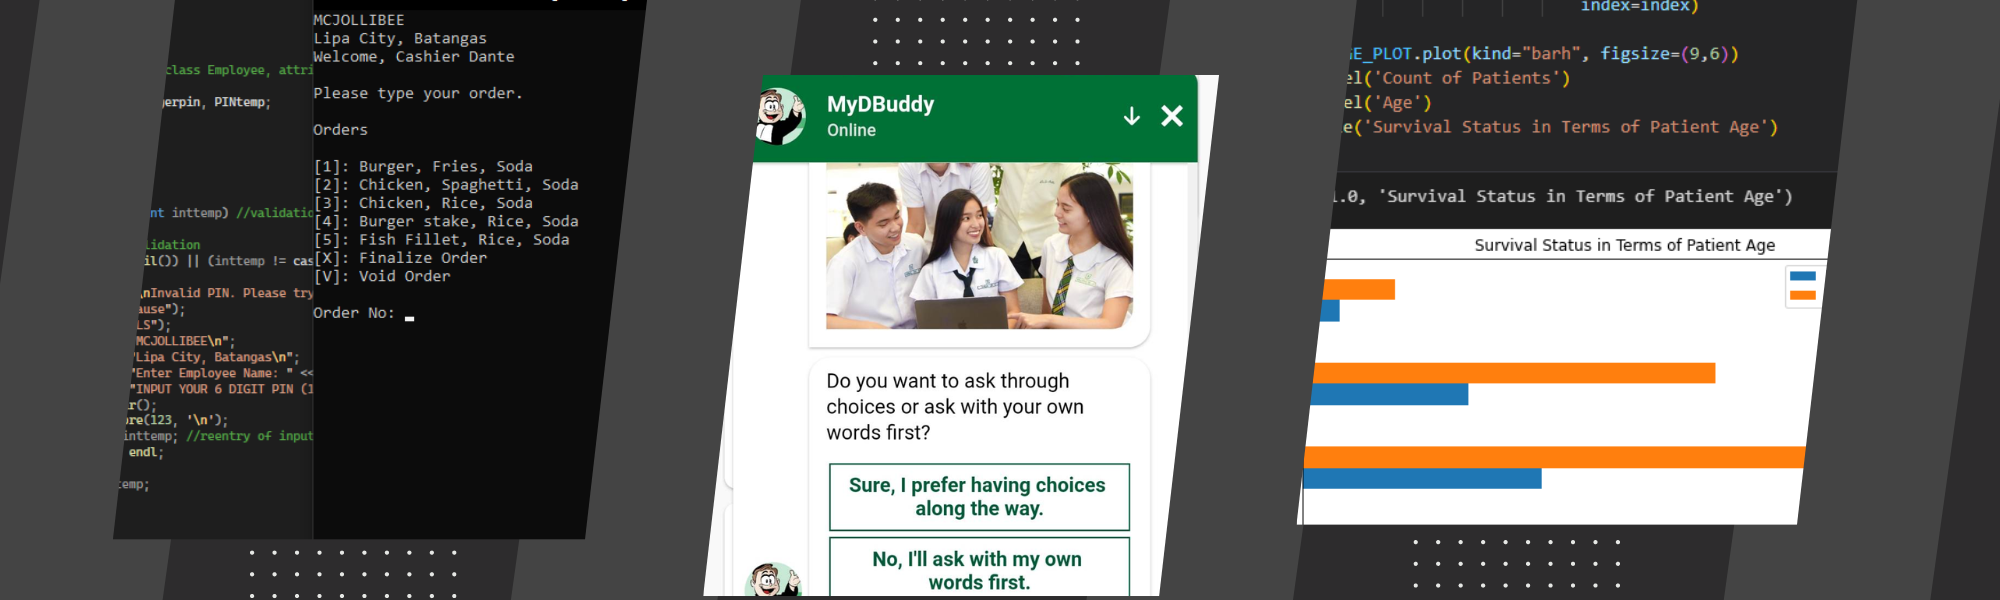 class Employee, attri
gerpin, PINtemp;
nt inttemp) //validatio
lidation
il()) || (inttemp != cas
\nInvalid PIN. Please try
ause");
LS");
MCJOLLIBEE\n";
"Lipa City, Batangas\n";
"Enter Employee Name: " <<
"INPUT YOUR 6 DIGIT PIN (1
r();
ore(123, '\n');
inttemp; //reentry of input
endl;
temp;
MCJOLLIBEE
Lipa City, Batangas
Welcome, Cashier Dante
Please type your order.
Orders
[1]: Burger, Fries, Soda
[2]: Chicken, Spaghetti, Soda
[3]: Chicken, Rice, Soda
[4]: Burger stake, Rice, Soda
[5]: Fish Fillet, Rice, Soda
[X]: Finalize Order
[V]: Void Order
Order No:
MyDBuddy
Online
Do you want to ask through
choices or ask with your own
words first?
Sure, I prefer having choices
along the way.
No, I'll ask with my own
words first.
index=index)
GE_PLOT.plot(kind="barh", figsize=(9,6))
el('Count of Patients')
el('Age')
e('Survival Status in Terms of Patient Age')
1.0, 'Survival Status in Terms of Patient Age')
Survival Status in Terms of Patient Age